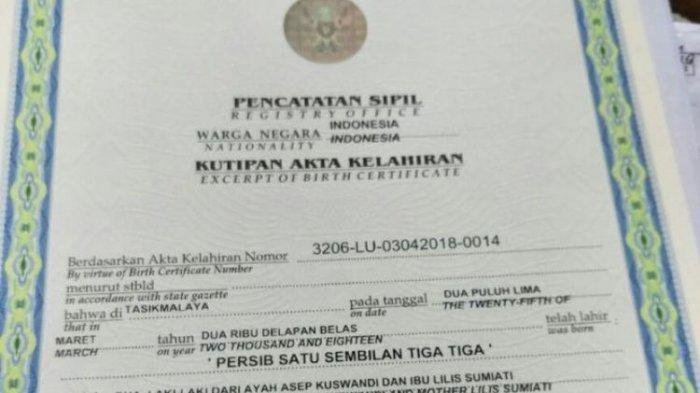 PENCATATAN SIPIL
REGISTRY OFFICE
WARGA NEGARA INDONESIA
NATIONALITY INDONESIA
KUTIPAN AKTA KELAHIRAN
EXCERPT OF BIRTH CERTIFICATE
Berdasarkan Akta Kelahiran Nomor 3206-LU-03042018-0014
By virtue of Birth Certificate Number
menurut stbld
in accordance with state gazette
bahwa di TASIKMALAYA pada tanggal DUA PULUH LIMA
that in on date THE TWENTY-FIFTH OF
MARET tahun DUA RIBU DELAPAN BELAS telah lahir
MARCH on year TWO THOUSAND AND EIGHTEEN was born
' PERSIB SATU SEMBILAN TIGA TIGA '
LAKI-LAKI DARI AYAH ASEP KUSWANDI DAN IBU LILIS SUMIATI
AND MOTHER LILIS SUMIATI